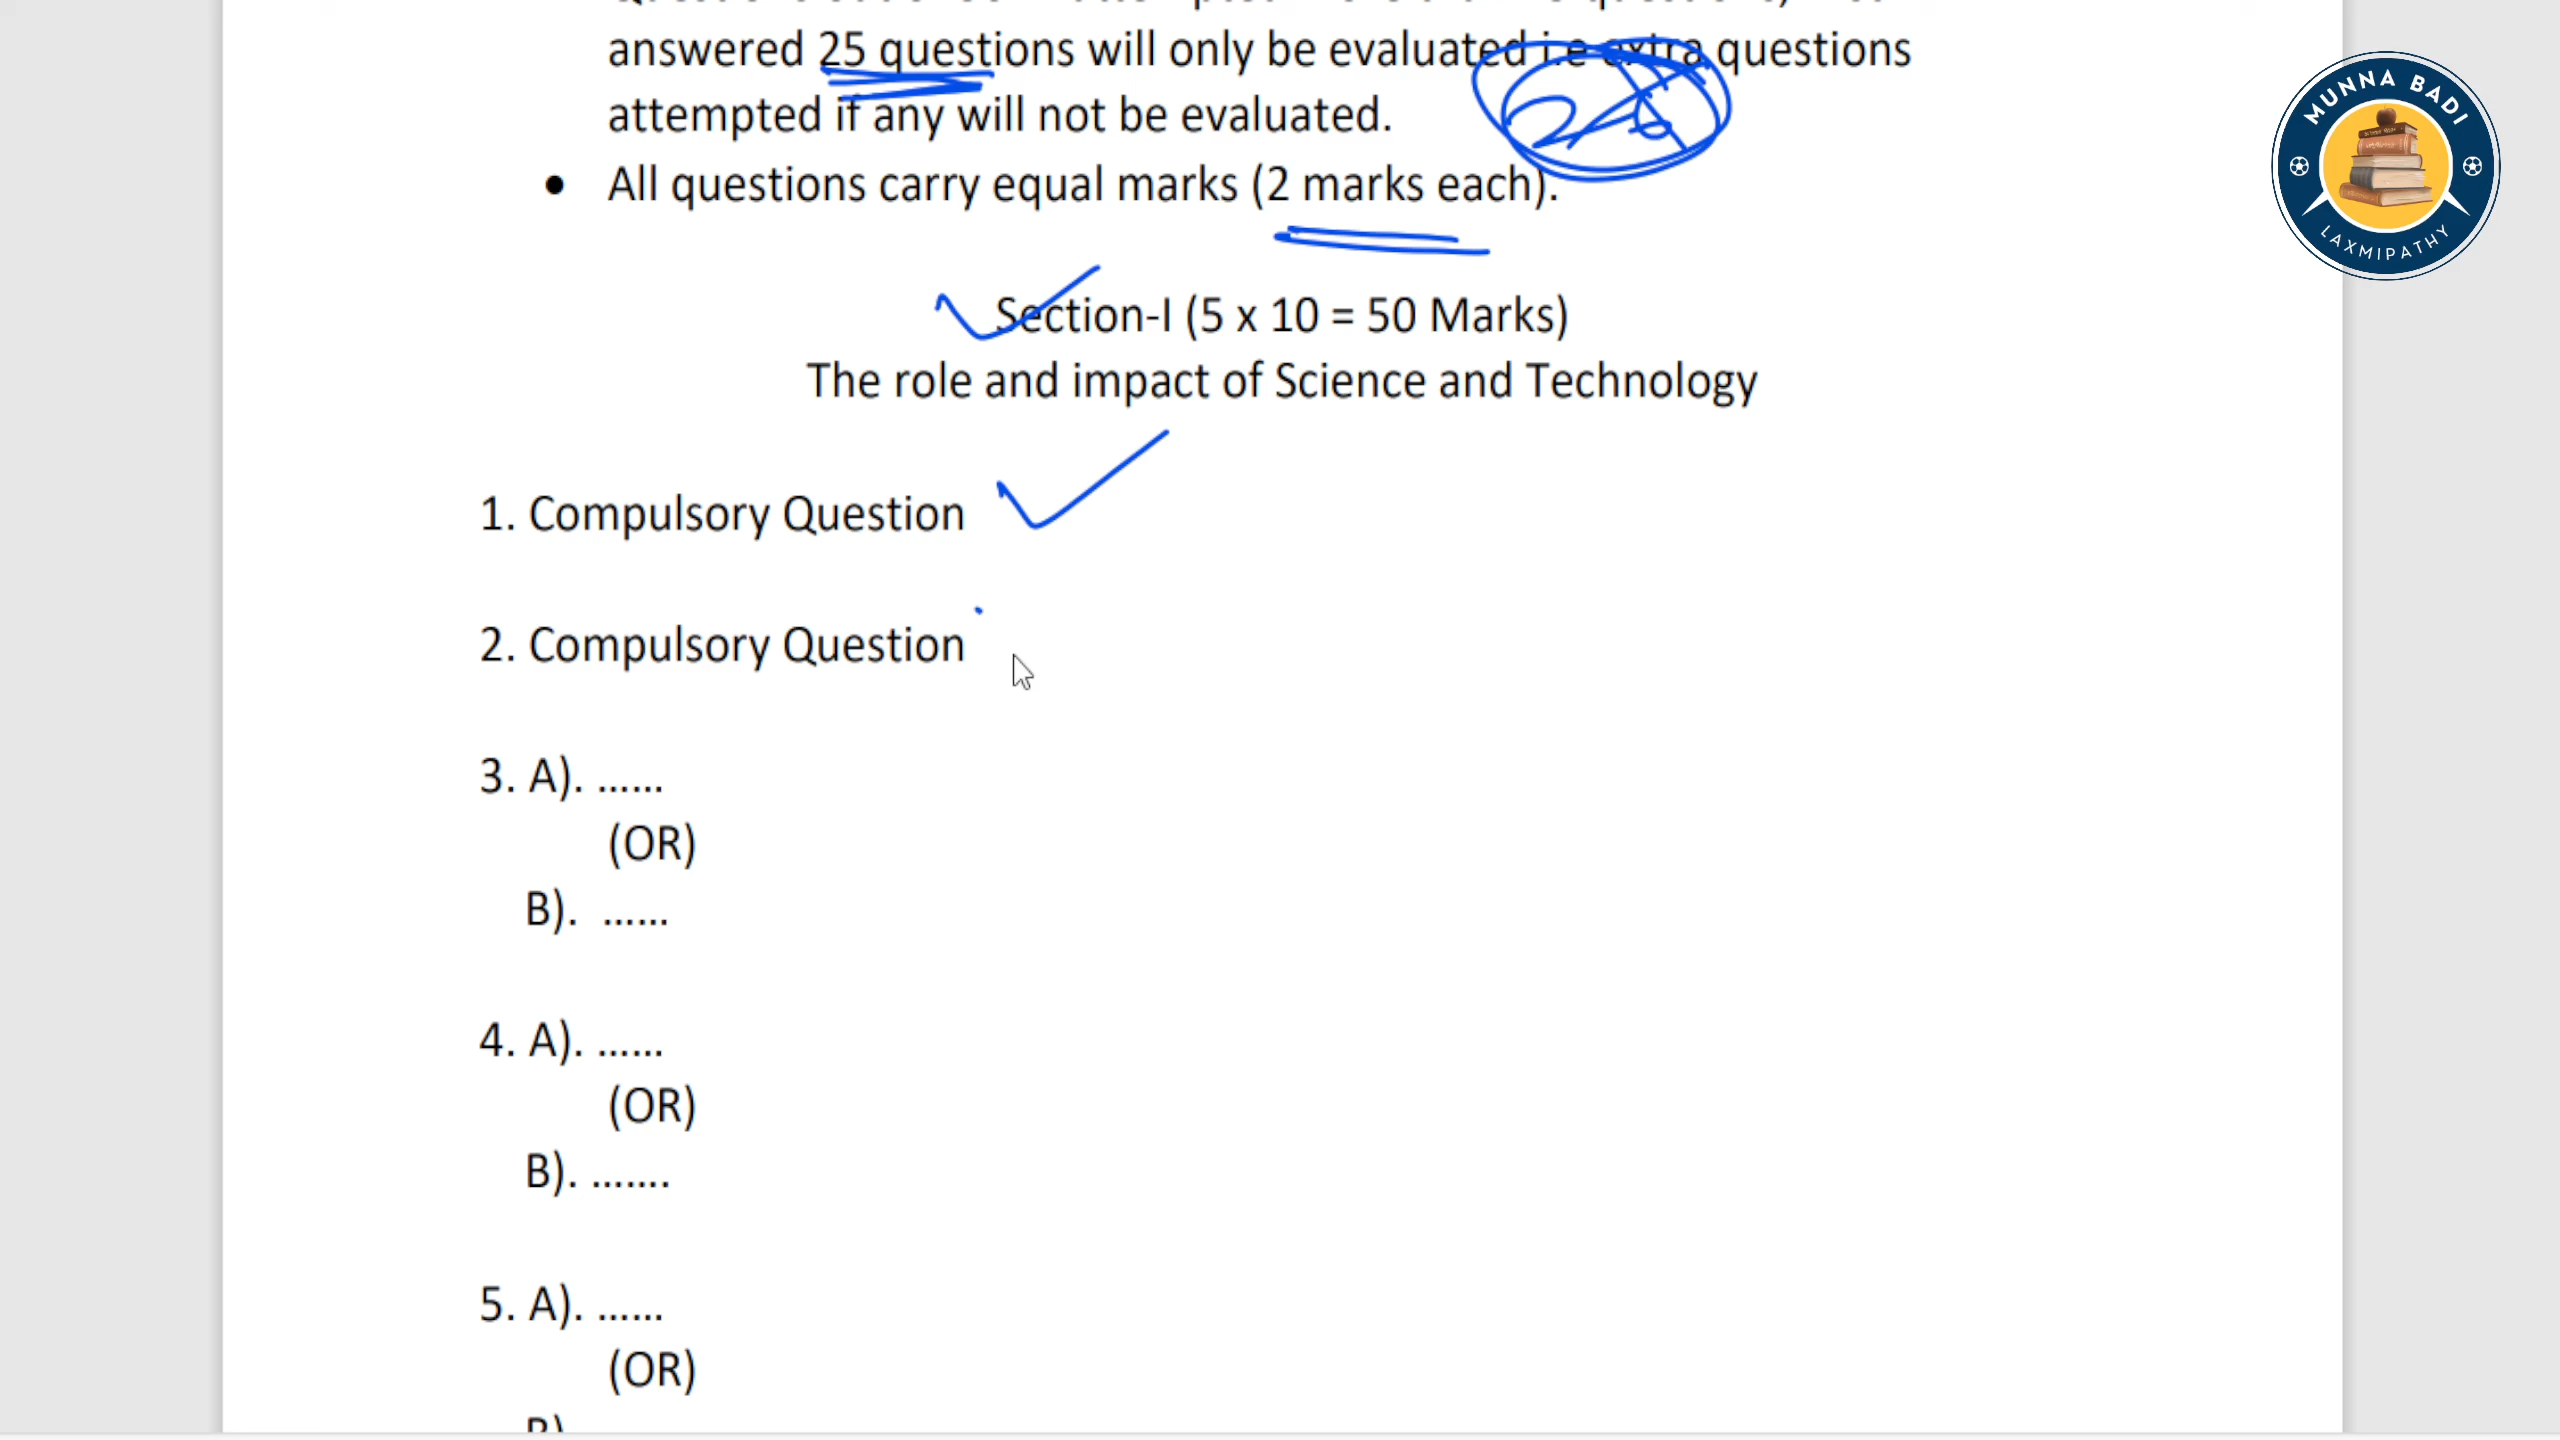 answered 25 questions will only be evaluated i.e extra questions
attempted if any will not be evaluated.
• All questions carry equal marks (2 marks each).
Section-I (5 x 10 = 50 Marks)
The role and impact of Science and Technology
1. Compulsory Question
2. Compulsory Question
3. A). ......
(OR)
B). ......
4. A). ......
(OR)
B). .......
5. A). ......
(OR)
MUNNA BADI
LAXMIPATHY